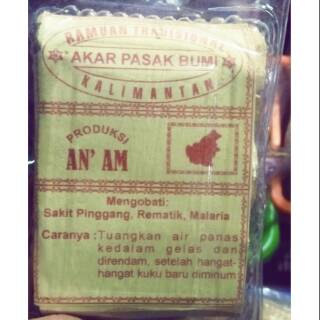 RAMUAN TRADISIONAL
AKAR PASAK BUMI
KALIMANTAN
PRODUKSI
AN' AM
Mengobati:
Sakit Pinggang, Rematik, Malaria
Caranya : Tuangkan air panas
kedalam gelas dan
direndam, setelah hangat-
hangat kuku baru diminum